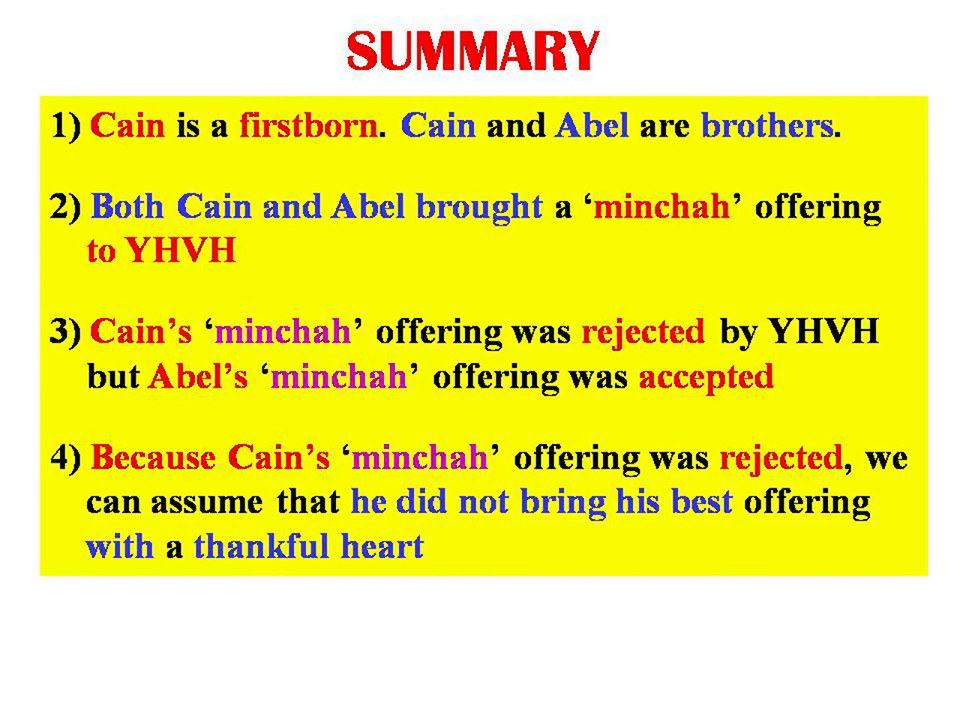 SUMMARY
1) Cain is a firstborn. Cain and Abel are brothers.
2) Both Cain and Abel brought a ‘minchah’ offering
to YHVH
3) Cain’s ‘minchah’ offering was rejected by YHVH
but Abel’s ‘minchah’ offering was accepted
4) Because Cain’s ‘minchah’ offering was rejected, we
can assume that he did not bring his best offering
with a thankful heart